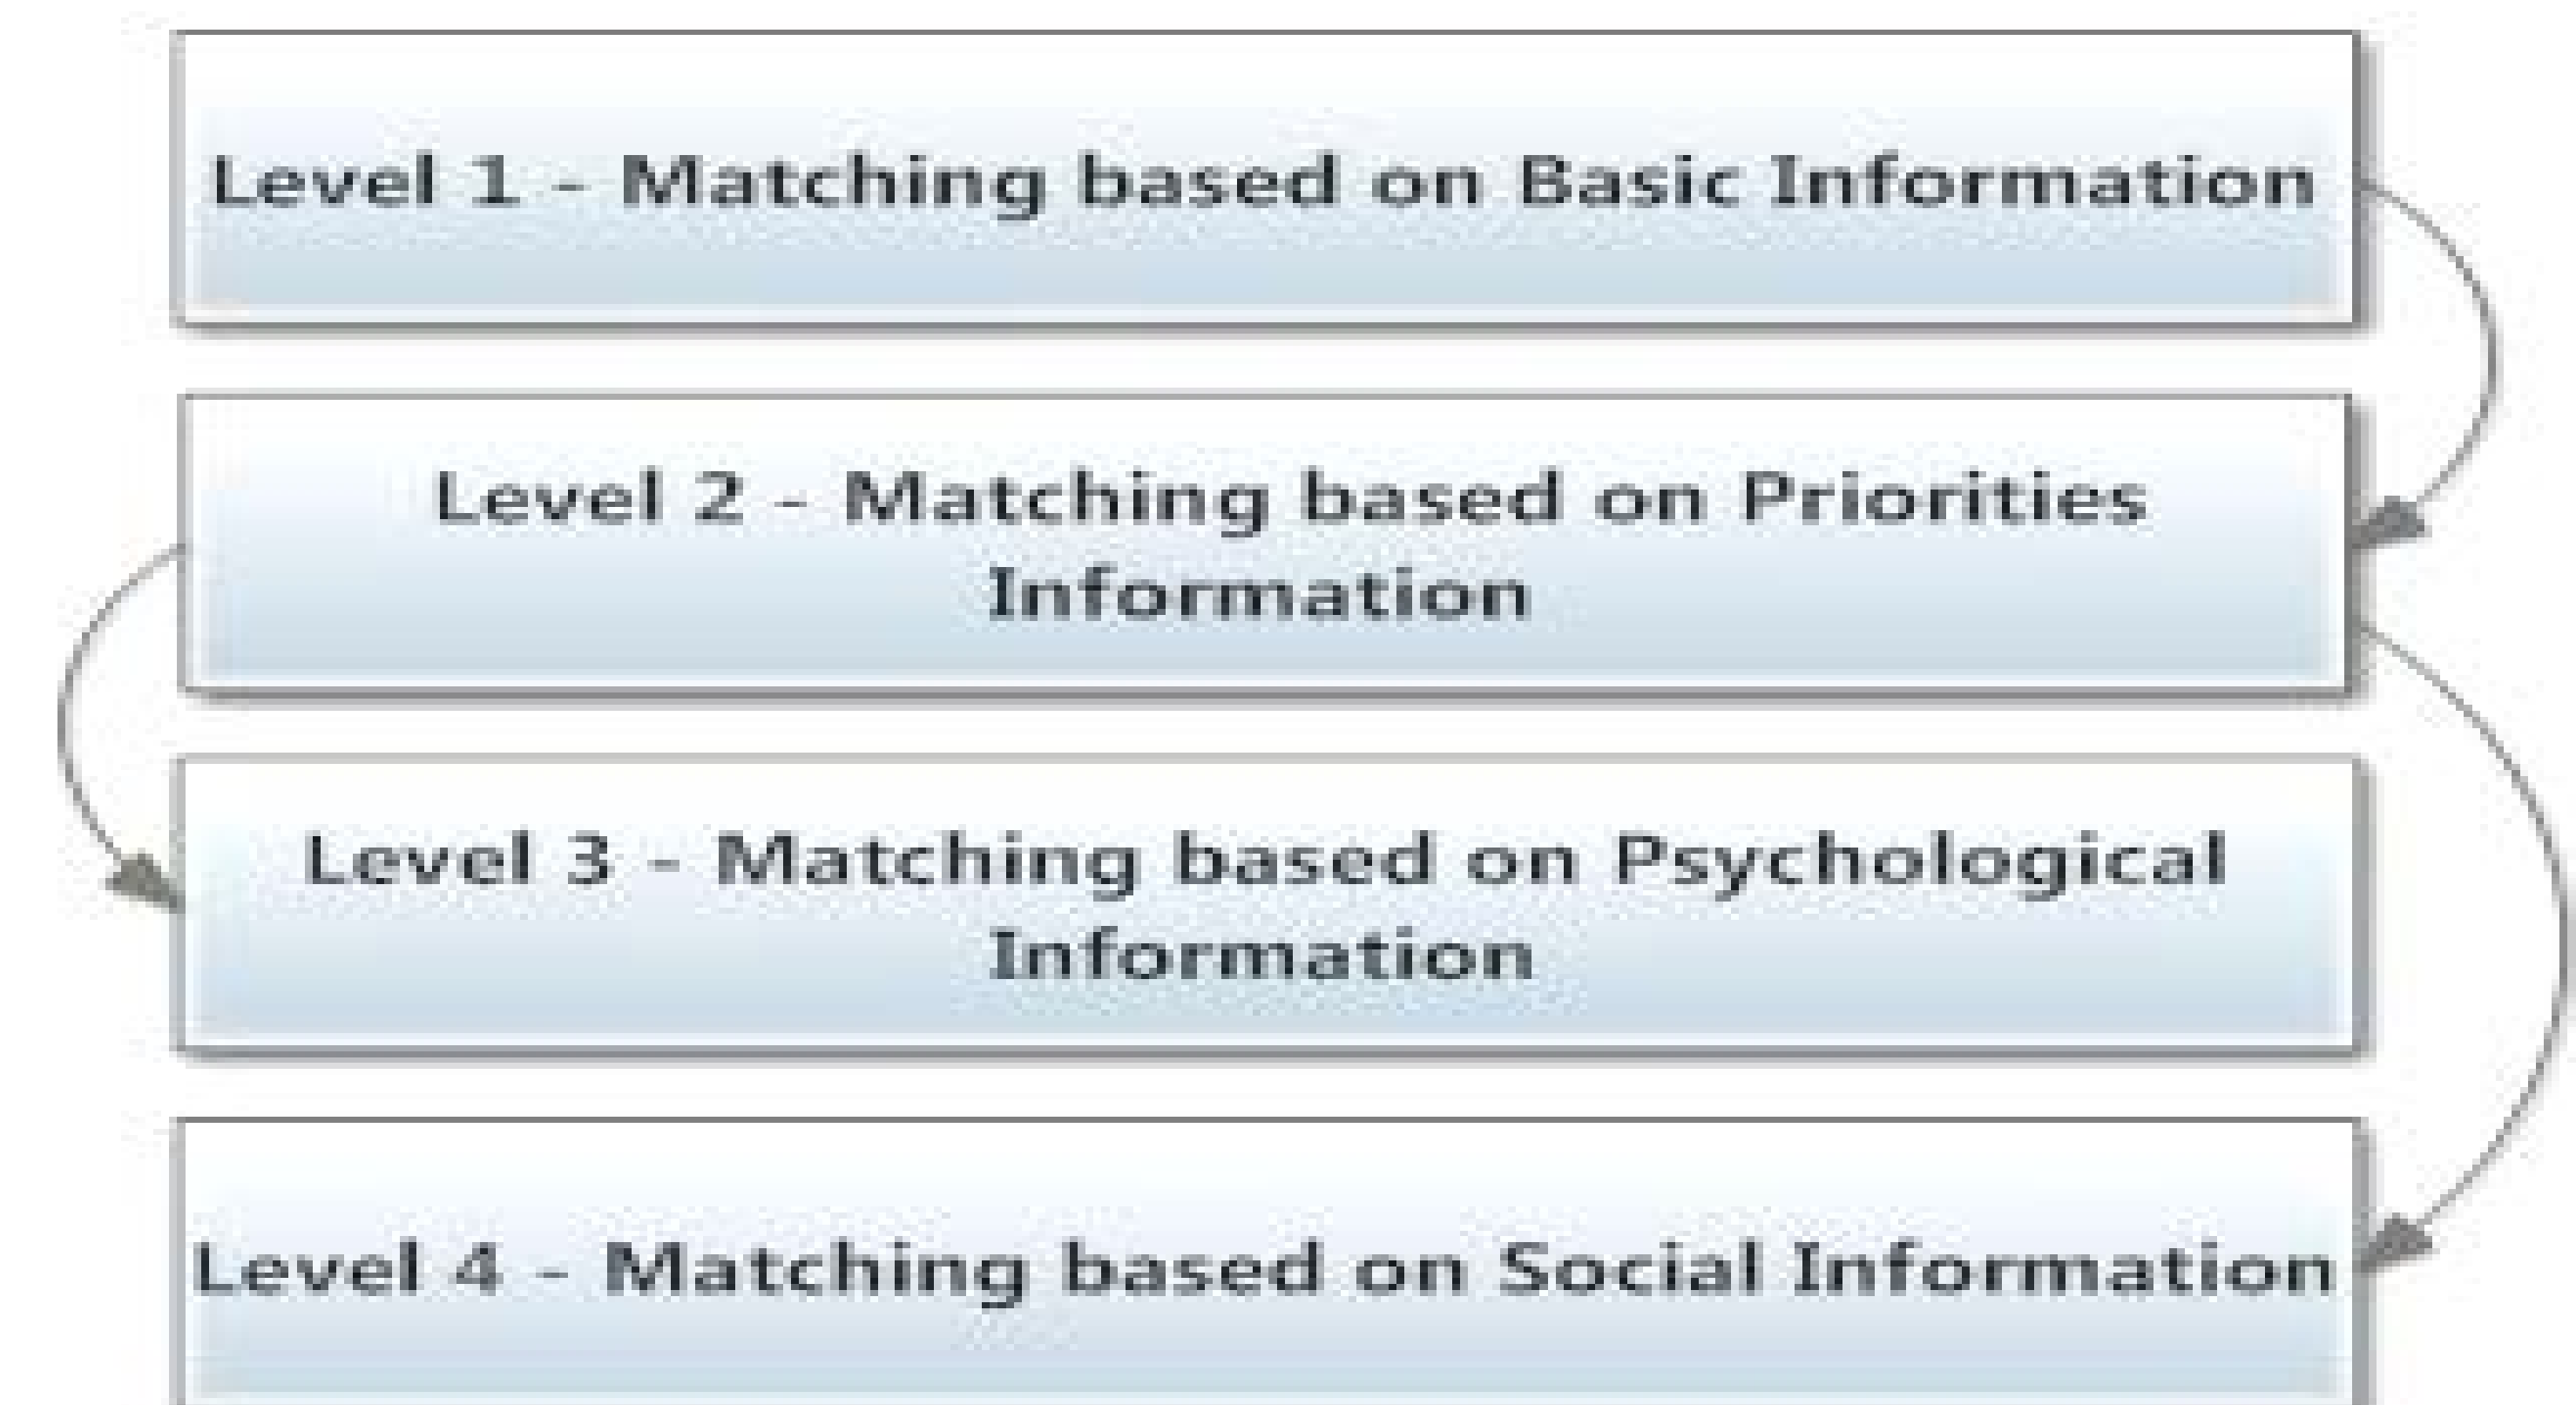 Level 1 - Matching based on Basic Information
Level 2 - Matching based on Priorities
Information
Level 3 - Matching based on Psychological
Information
Level 4 - Matching based on Social Information